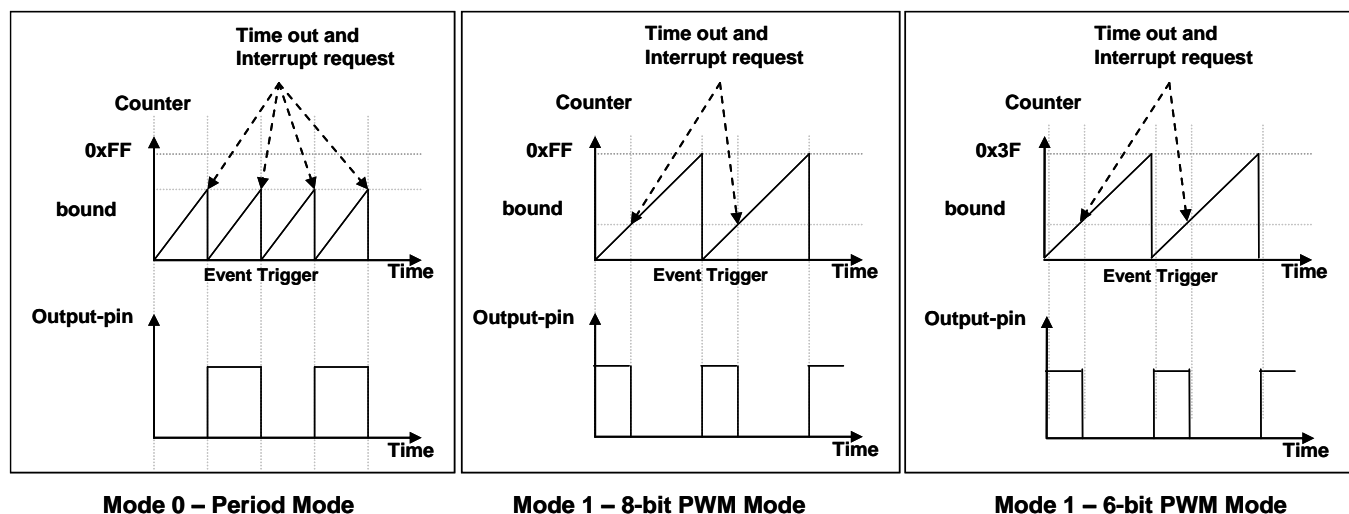 Time out and
Interrupt request
Counter
0xFF
bound
Event Trigger
Time
Output-pin
Time
Mode 0 – Period Mode
Time out and
Interrupt request
Counter
0xFF
bound
Event Trigger
Time
Output-pin
Time
Mode 1 – 8-bit PWM Mode
Time out and
Interrupt request
Counter
0x3F
bound
Event Trigger
Time
Output-pin
Time
Mode 1 – 6-bit PWM Mode